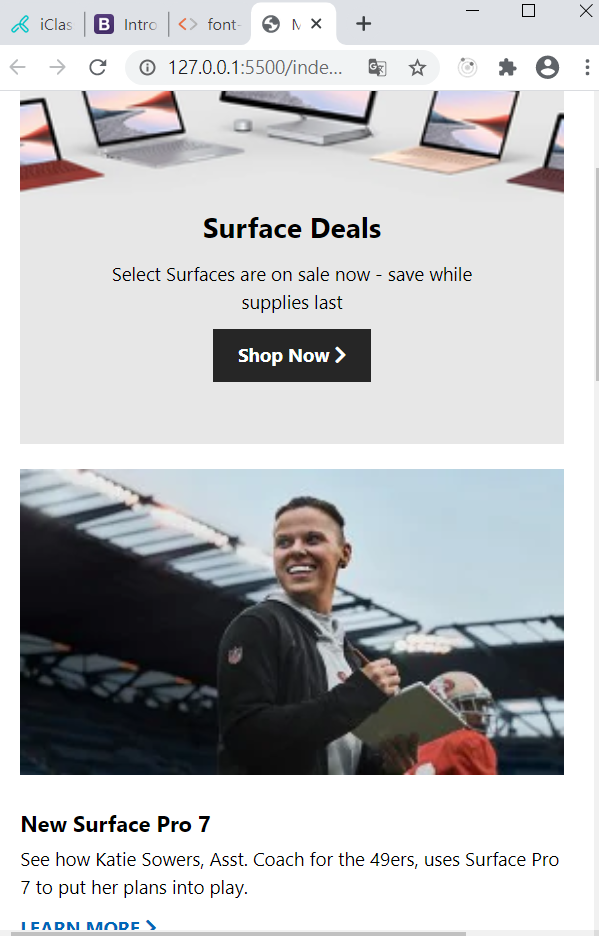 iClas
B Intro
font-
M
127.0.0.1:5500/inde...
Surface Deals
Select Surfaces are on sale now - save while
supplies last
Shop Now
New Surface Pro 7
See how Katie Sowers, Asst. Coach for the 49ers, uses Surface Pro
7 to put her plans into play.
LEARN MORE